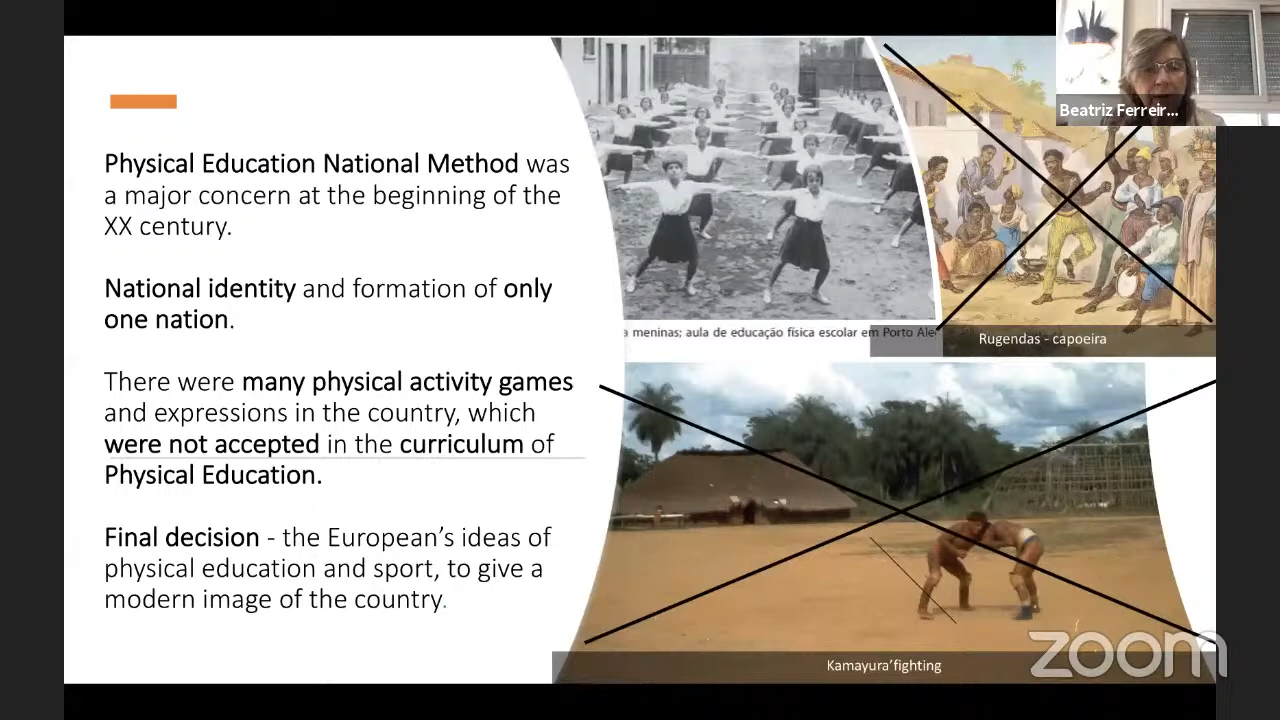 Physical Education National Method was
a major concern at the beginning of the
XX century.
National identity and formation of only
one nation.
There were many physical activity games
and expressions in the country, which
were not accepted in the curriculum of
Physical Education.
Final decision - the European's ideas of
physical education and sport, to give a
modern image of the country.
a meninas; aula de educação física escolar em Porto Ale
Rugendas - capoeira
Kamayura'fighting
Beatriz Ferreir...
zoom